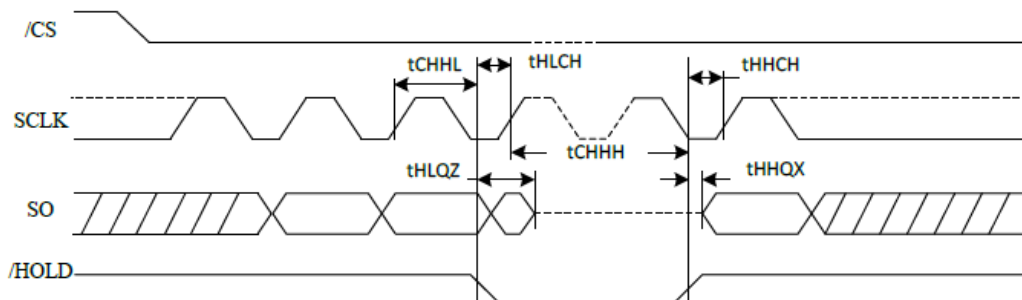 /CS
tCHHL
tHLCH
tHHCH
SCLK
tCHHH
tHLQZ
tHHQX
SO
/HOLD